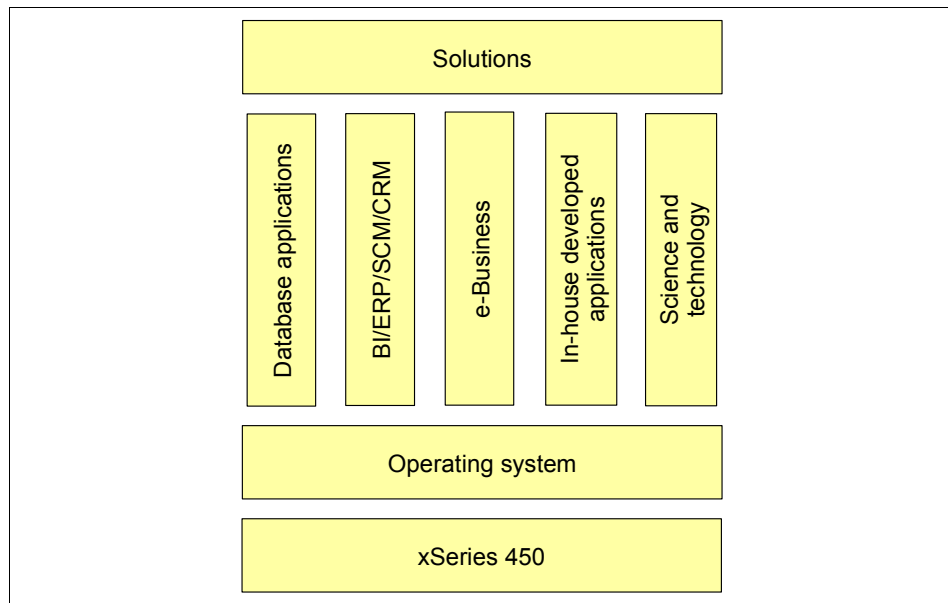 Solutions
Database applications
BI/ERP/SCM/CRM
e-Business
In-house developed
applications
Science and
technology
Operating system
xSeries 450